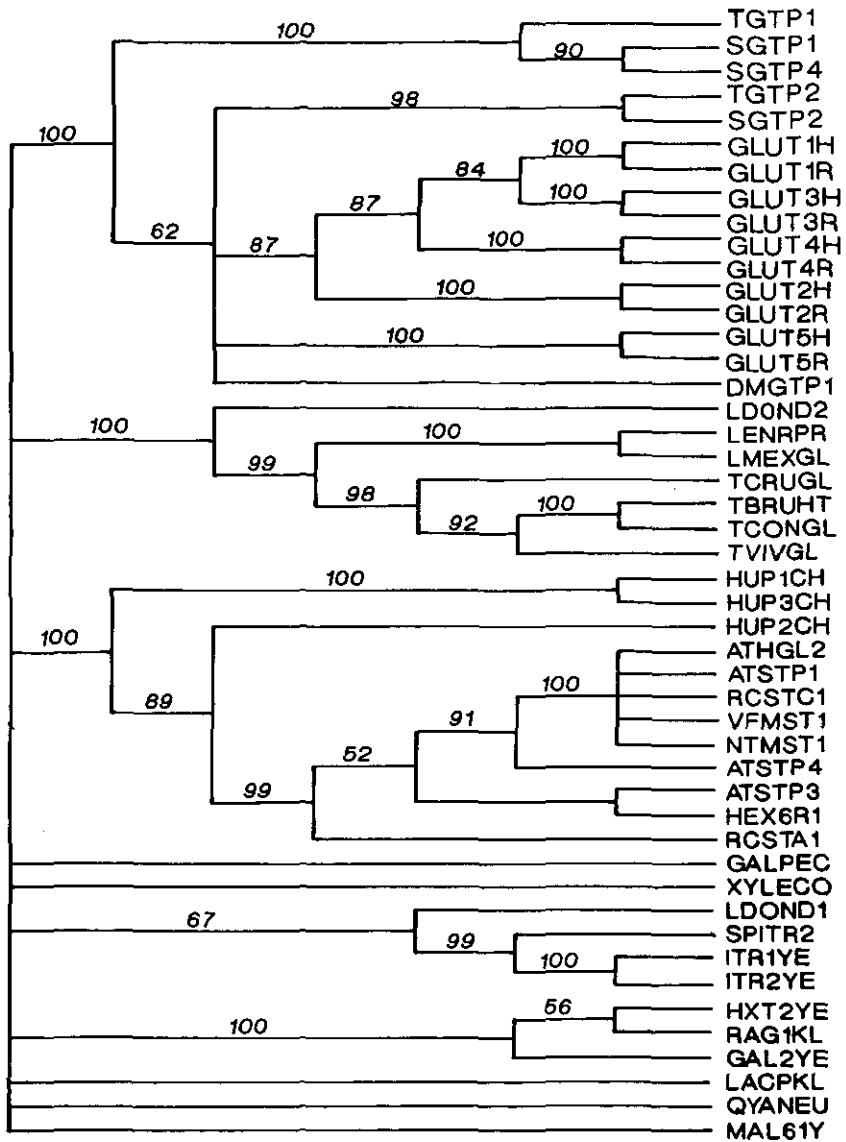 TGTP1
100
SGTP1
90
SGTP4
TGTP2
98
SGTP2
100
GLUT1H
100
GLUT1R
84
GLUT3H
100
87
GLUT3R
62
GLUT4H
87
100
GLUT4R
GLUT2H
100
GLUT2R
GLUT5H
100
GLUT5R
DMGTP1
LDOND2
100
LENRPR
100
LMEXGL
99
TCRUGL
98
TBRUHT
100
TCONGL
92
TVIVGL
HUP1CH
100
HUP3CH
100
HUP2CH
ATHGL2
ATSTP1
100
RCSTC1
89
VFMST1
91
NTMST1
52
ATSTP4
99
ATSTP3
HEX6R1
RCSTA1
GALPEC
XYLECO
LDOND1
67
SPITR2
99
ITR1YE
100
ITR2YE
HXT2YE
56
RAG1KL
100
GAL2YE
LACPKL
QYANEU
MAL61Y